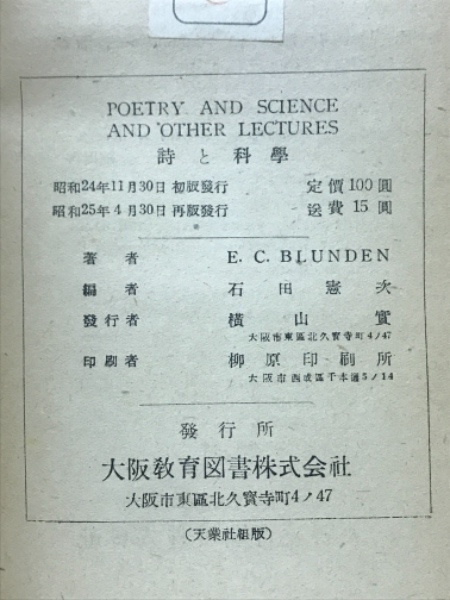 POETRY AND SCIENCE
AND OTHER LECTURES
詩と科學
昭和24年11月30日 初版發行 定價100圓
昭和25年4月30日 再版發行 送費15圓
著者 E. C. BLUNDEN
編者 石田憲次
發行者 横山實
大阪市東區北久寳寺町4ノ47
印刷者 柳原印刷所
大阪市西成區千本通5ノ14
發行所
大阪敎育図書株式会社
大阪市東區北久寳寺町4ノ47
(天業社組版)